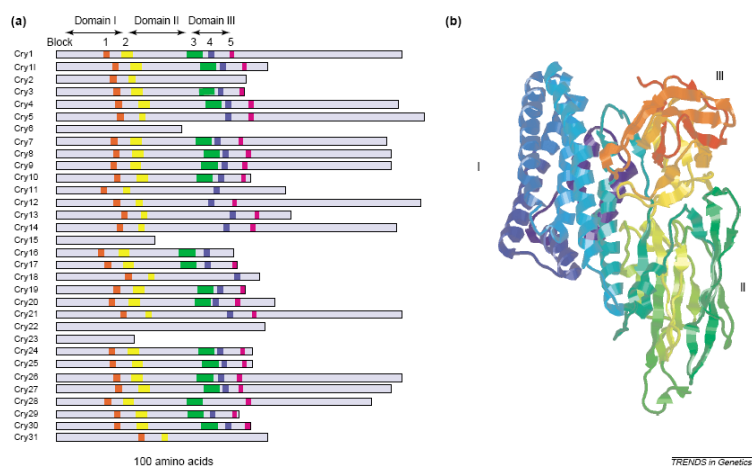 (a)
Domain I Domain II Domain III
Block 1 2 3 4 5
Cry1
Cry1I
Cry2
Cry3
Cry4
Cry5
Cry6
Cry7
Cry8
Cry9
Cry10
Cry11
Cry12
Cry13
Cry14
Cry15
Cry16
Cry17
Cry18
Cry19
Cry20
Cry21
Cry22
Cry23
Cry24
Cry25
Cry26
Cry27
Cry28
Cry29
Cry30
Cry31
100 amino acids
(b)
III
I
II
TRENDS in Genetics